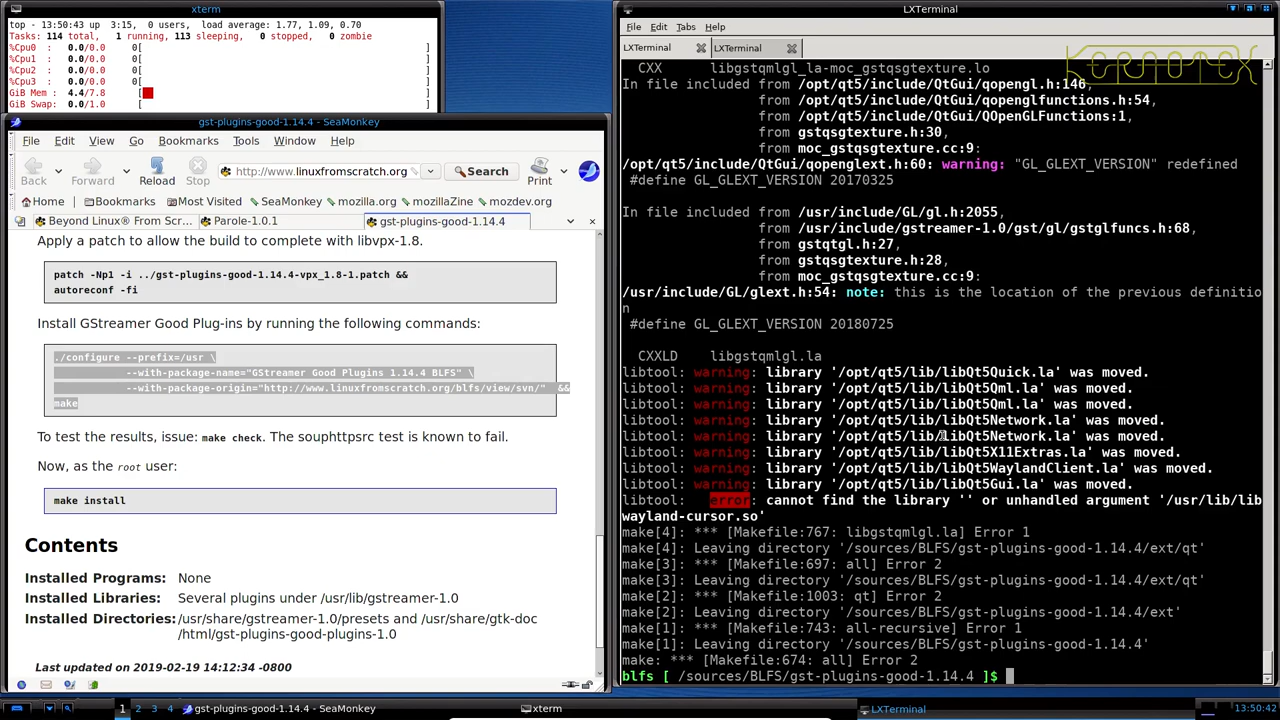 xterm
top - 13:50:43 up  3:15,  0 users,  load average: 1.77, 1.09, 0.70
Tasks: 114 total,   1 running, 113 sleeping,   0 stopped,   0 zombie
%Cpu0  :   0.0/0.0     0[                    ]
%Cpu1  :   0.0/0.0     0[                    ]
%Cpu2  :   0.0/0.0     0[                    ]
%Cpu3  :   0.0/0.0     0[                    ]
GiB Mem :  4.4/7.8      [                    ]
GiB Swap:  0.0/1.0      [                    ]
gst-plugins-good-1.14.4 - SeaMonkey
File Edit View Go Bookmarks Tools Window Help
Back Forward Reload Stop http://www.linuxfromscratch.org Search Print
Home Bookmarks Most Visited SeaMonkey mozilla.org mozillaZine mozdev.org
Beyond Linux® From Scr... Parole-1.0.1 gst-plugins-good-1.14.4
Apply a patch to allow the build to complete with libvpx-1.8.
patch -Np1 -i ../gst-plugins-good-1.14.4-vpx_1.8-1.patch &&
autoreconf -fi
Install GStreamer Good Plug-ins by running the following commands:
./configure --prefix=/usr \
--with-package-name="GStreamer Good Plugins 1.14.4 BLFS" \
--with-package-origin="http://www.linuxfromscratch.org/blfs/view/svn/"  &&
make
To test the results, issue: make check. The souphttpsrc test is known to fail.
Now, as the root user:
make install
Contents
Installed Programs: None
Installed Libraries: Several plugins under /usr/lib/gstreamer-1.0
Installed Directories: /usr/share/gstreamer-1.0/presets and /usr/share/gtk-doc
/html/gst-plugins-good-plugins-1.0
Last updated on 2019-02-19 14:12:34 -0800
LXTerminal
File Edit Tabs Help
LXTerminal LXTerminal
KERNOTEX
CXX      libgstqmlgl_la-moc_gstqsgtexture.lo
In file included from /opt/qt5/include/QtGui/qopengl.h:146,
from /opt/qt5/include/QtGui/qopenglfunctions.h:54,
from /opt/qt5/include/QtGui/QOpenGLFunctions:1,
from gstqsgtexture.h:30,
from moc_gstqsgtexture.cc:9:
/opt/qt5/include/QtGui/qopenglext.h:60: warning: "GL_GLEXT_VERSION" redefined
#define GL_GLEXT_VERSION 20170325
In file included from /usr/include/GL/gl.h:2055,
from /usr/include/gstreamer-1.0/gst/gl/gstglfuncs.h:68,
from gstqtgl.h:27,
from gstqsgtexture.h:28,
from moc_gstqsgtexture.cc:9:
/usr/include/GL/glext.h:54: note: this is the location of the previous definitio
n
#define GL_GLEXT_VERSION 20180725
CXXLD    libgstqmlgl.la
libtool: warning: library '/opt/qt5/lib/libQt5Quick.la' was moved.
libtool: warning: library '/opt/qt5/lib/libQt5Qml.la' was moved.
libtool: warning: library '/opt/qt5/lib/libQt5Qml.la' was moved.
libtool: warning: library '/opt/qt5/lib/libQt5Network.la' was moved.
libtool: warning: library '/opt/qt5/lib/libQt5Network.la' was moved.
libtool: warning: library '/opt/qt5/lib/libQt5X11Extras.la' was moved.
libtool: warning: library '/opt/qt5/lib/libQt5WaylandClient.la' was moved.
libtool: warning: library '/opt/qt5/lib/libQt5Gui.la' was moved.
libtool:   error: cannot find the library '' or unhandled argument '/usr/lib/lib
wayland-cursor.so'
make[4]: *** [Makefile:767: libgstqmlgl.la] Error 1
make[4]: Leaving directory '/sources/BLFS/gst-plugins-good-1.14.4/ext/qt'
make[3]: *** [Makefile:697: all] Error 2
make[3]: Leaving directory '/sources/BLFS/gst-plugins-good-1.14.4/ext/qt'
make[2]: *** [Makefile:1003: qt] Error 2
make[2]: Leaving directory '/sources/BLFS/gst-plugins-good-1.14.4/ext'
make[1]: *** [Makefile:743: all-recursive] Error 1
make[1]: Leaving directory '/sources/BLFS/gst-plugins-good-1.14.4'
make: *** [Makefile:674: all] Error 2
blfs [ /sources/BLFS/gst-plugins-good-1.14.4 ]$
1 2 3 4 gst-plugins-good-1.14.4 - SeaMonkey xterm LXTerminal 13:50:42